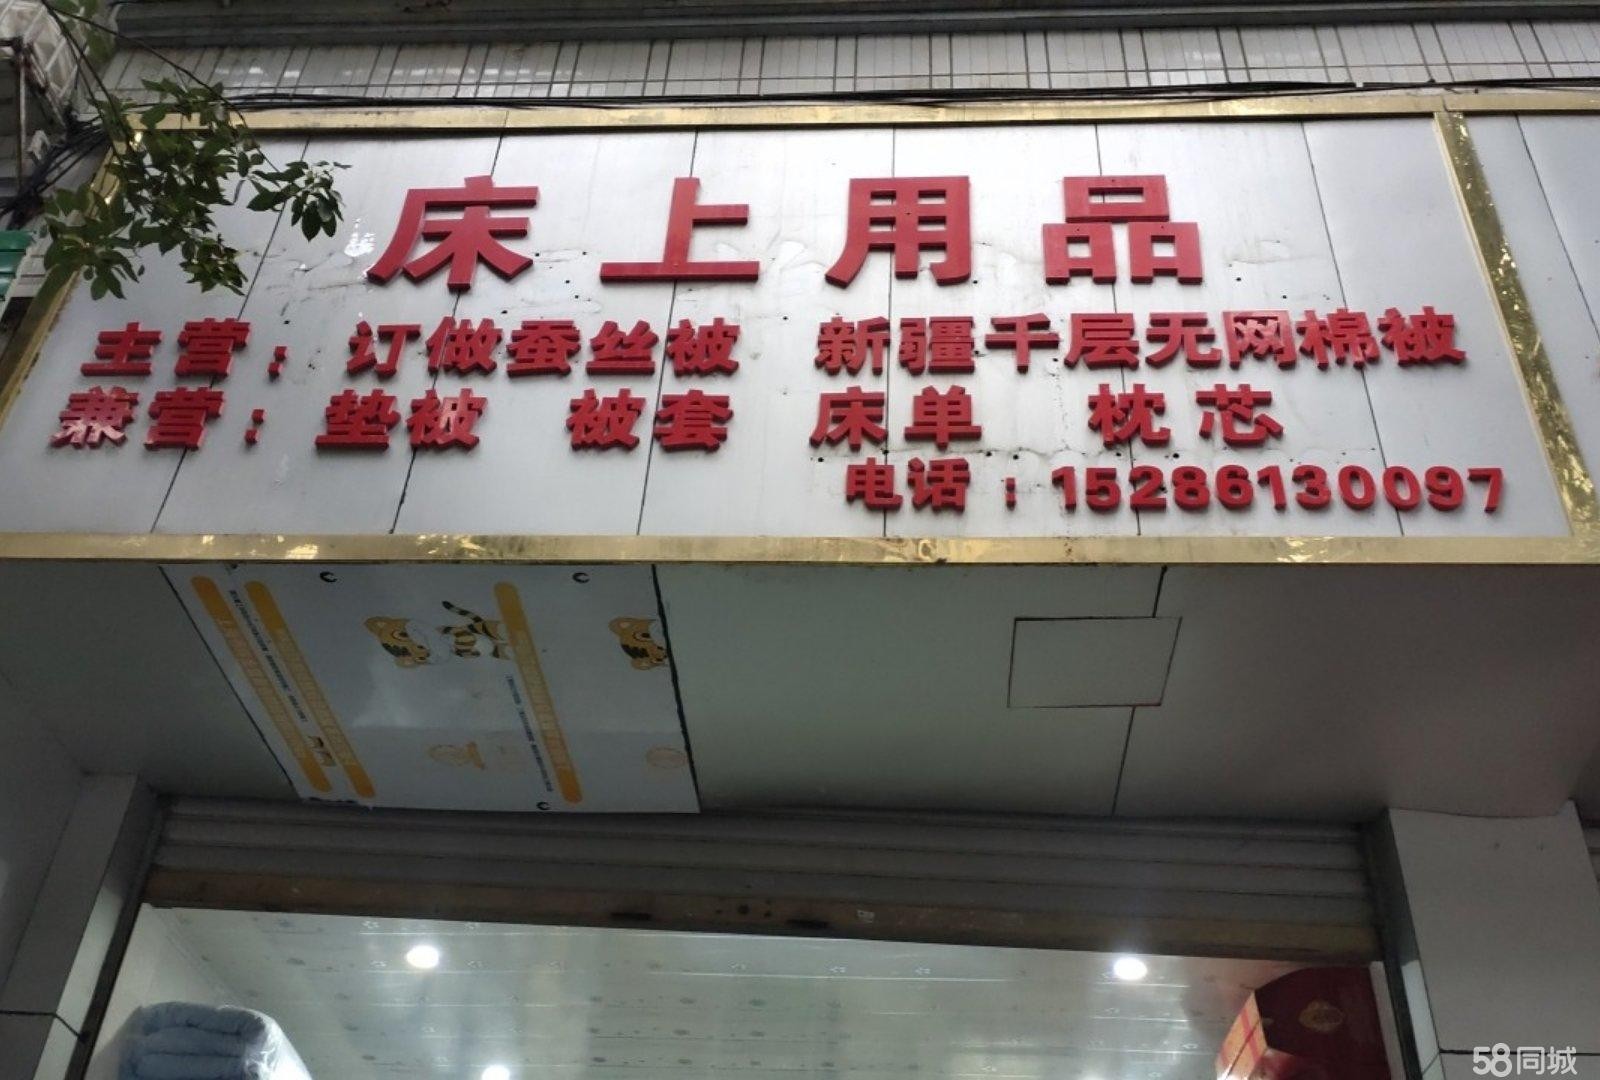 床上用品
主营：订做蚕丝被 新疆千层无网棉被
兼营：垫被 被套 床单 枕芯
电话：15286130097
58同城